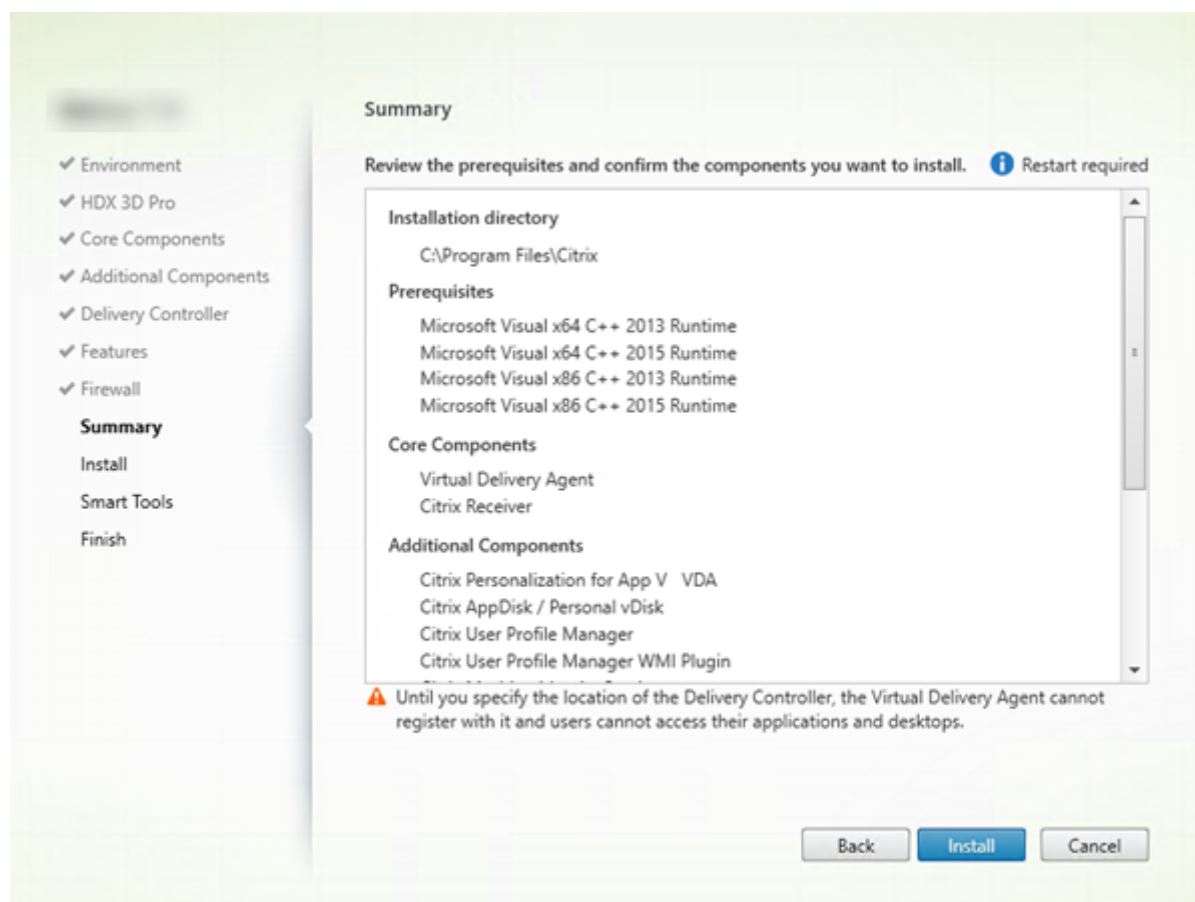 Summary
Environment
HDX 3D Pro
Core Components
Additional Components
Delivery Controller
Features
Firewall
Summary
Install
Smart Tools
Finish
Review the prerequisites and confirm the components you want to install.
Restart required
Installation directory
C:\Program Files\Citrix
Prerequisites
Microsoft Visual x64 C++ 2013 Runtime
Microsoft Visual x64 C++ 2015 Runtime
Microsoft Visual x86 C++ 2013 Runtime
Microsoft Visual x86 C++ 2015 Runtime
Core Components
Virtual Delivery Agent
Citrix Receiver
Additional Components
Citrix Personalization for App V VDA
Citrix AppDisk / Personal vDisk
Citrix User Profile Manager
Citrix User Profile Manager WMI Plugin
Until you specify the location of the Delivery Controller, the Virtual Delivery Agent cannot
register with it and users cannot access their applications and desktops.
Back
Install
Cancel